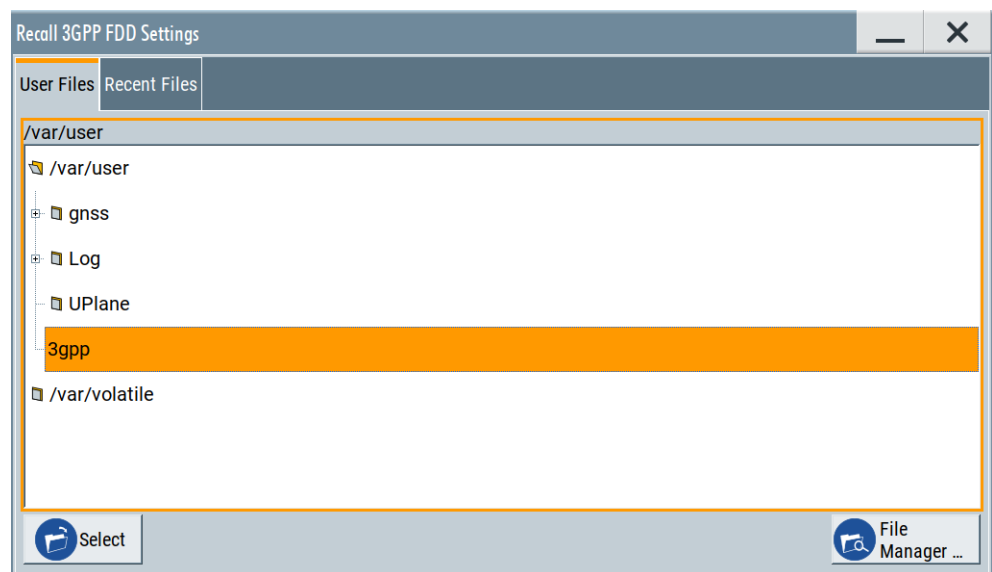 Recall 3GPP FDD Settings
User Files Recent Files
/var/user
/var/user
gnss
Log
UPlane
3gpp
/var/volatile
Select
File
Manager ...